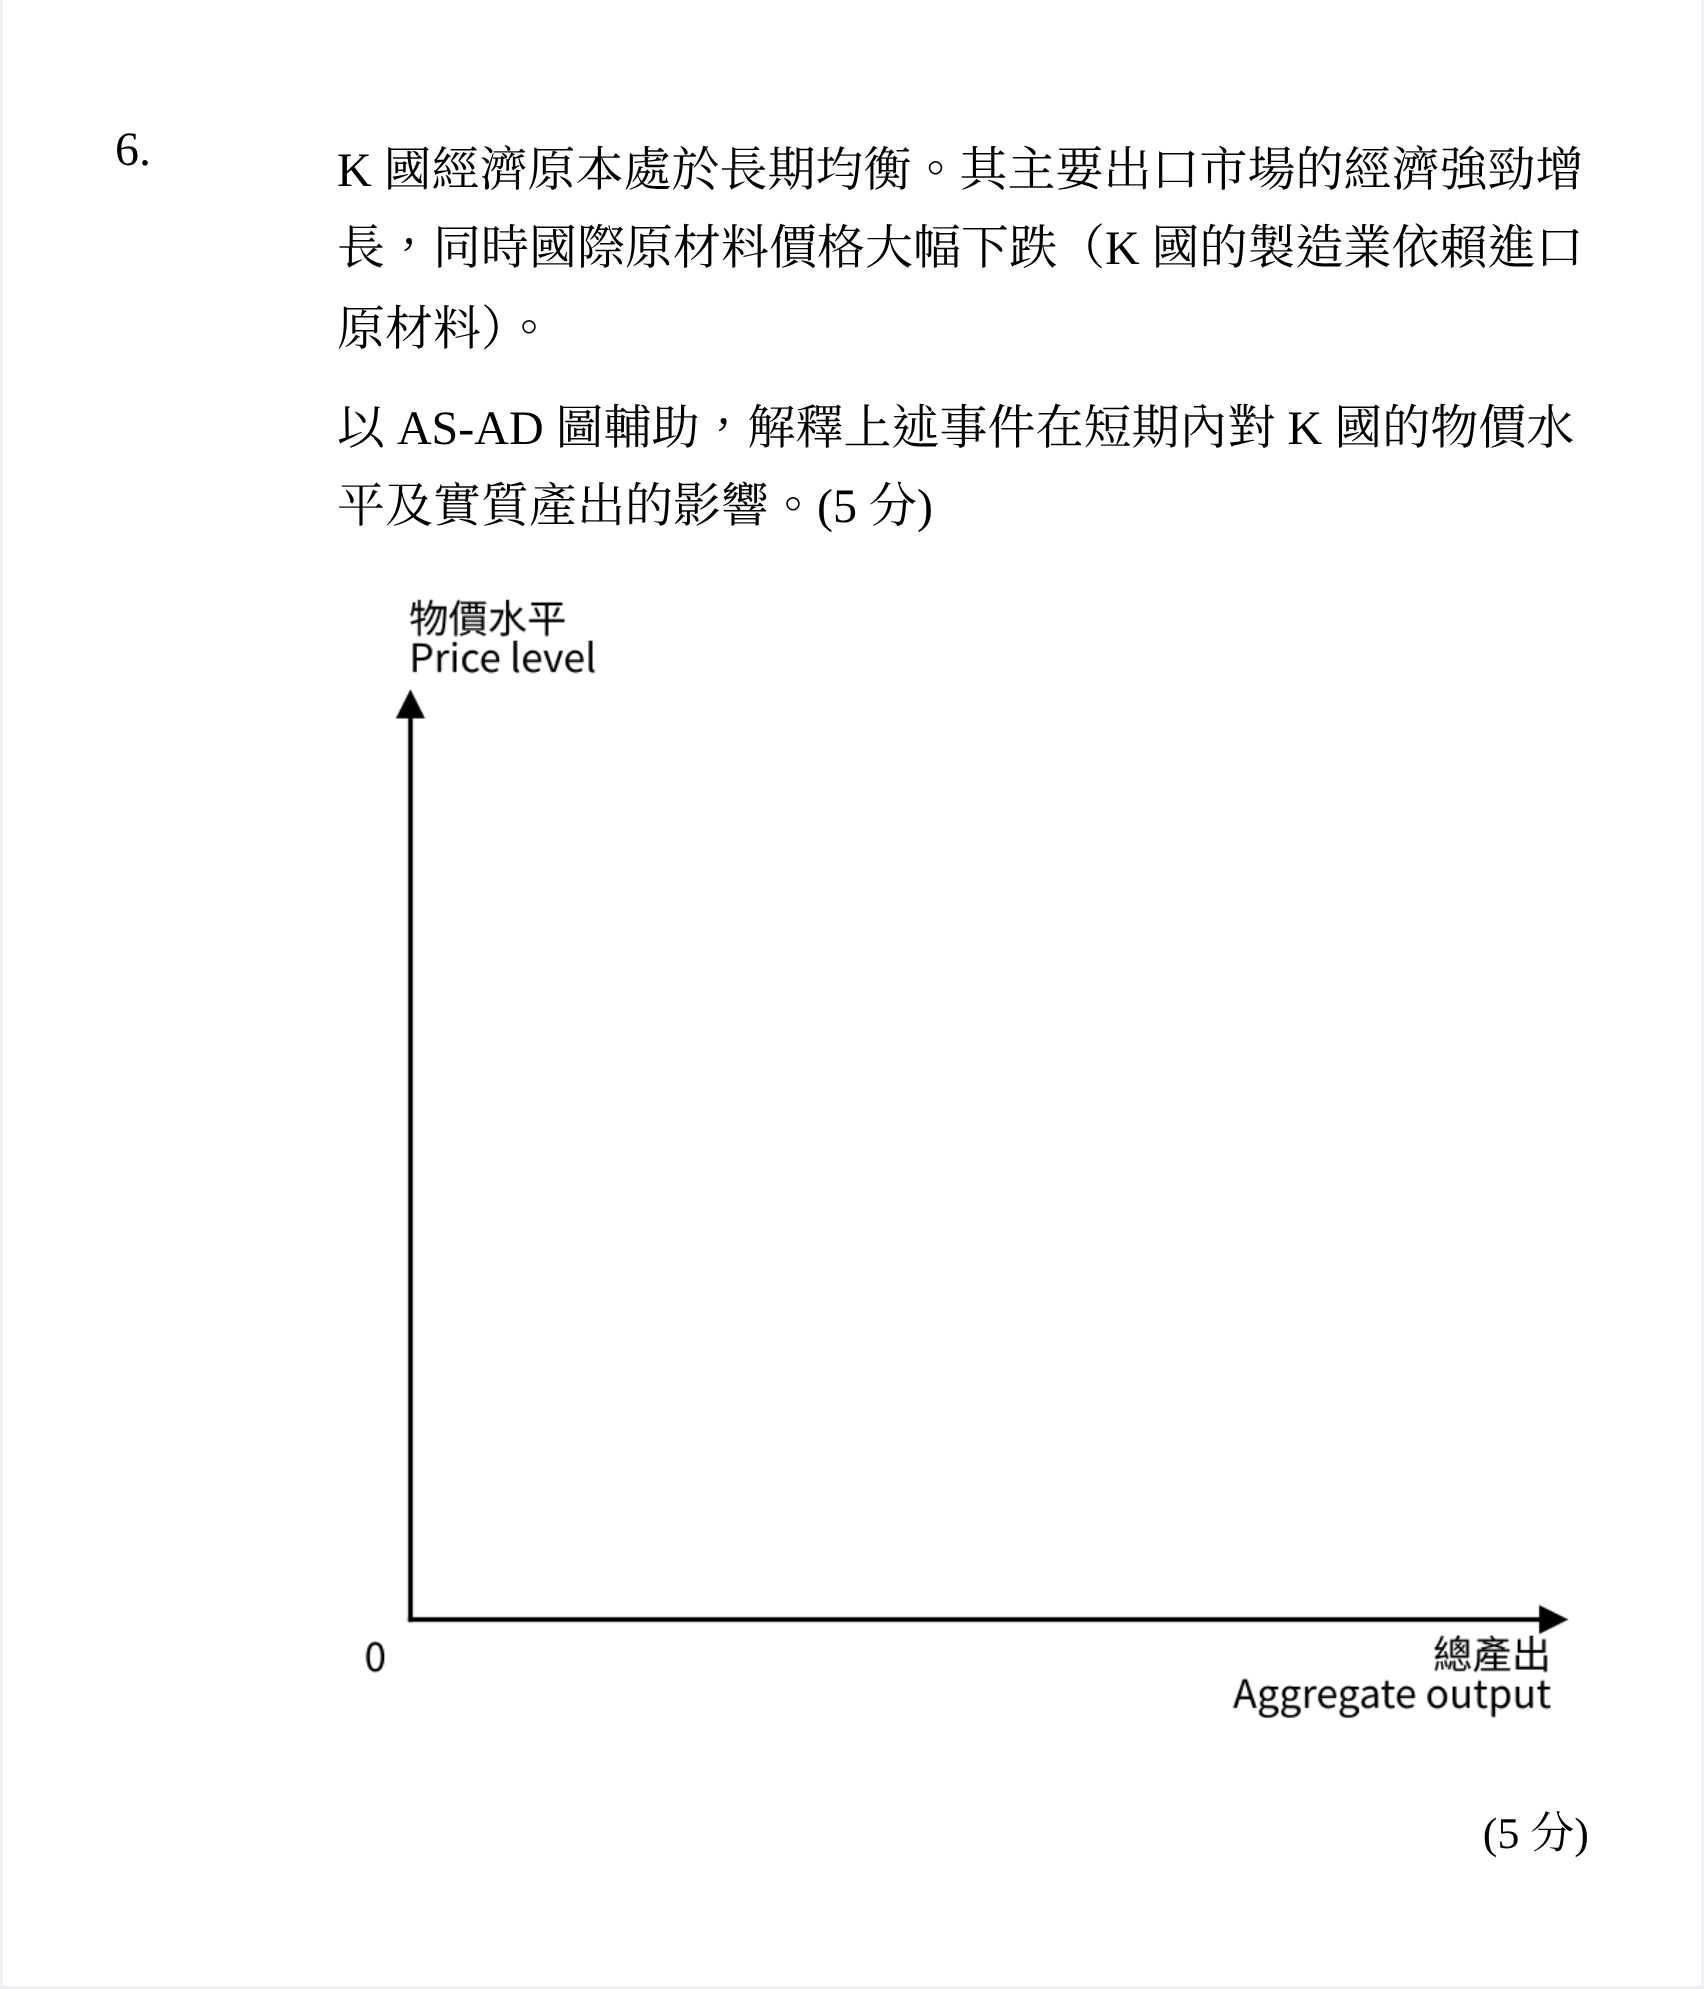 6.
K 國經濟原本處於長期均衡。其主要出口市場的經濟強勁增
長，同時國際原材料價格大幅下跌（K 國的製造業依賴進口
原材料）。
以 AS-AD 圖輔助，解釋上述事件在短期內對 K 國的物價水
平及實質產出的影響。(5 分)
物價水平
Price level
0
總產出
Aggregate output
(5 分)